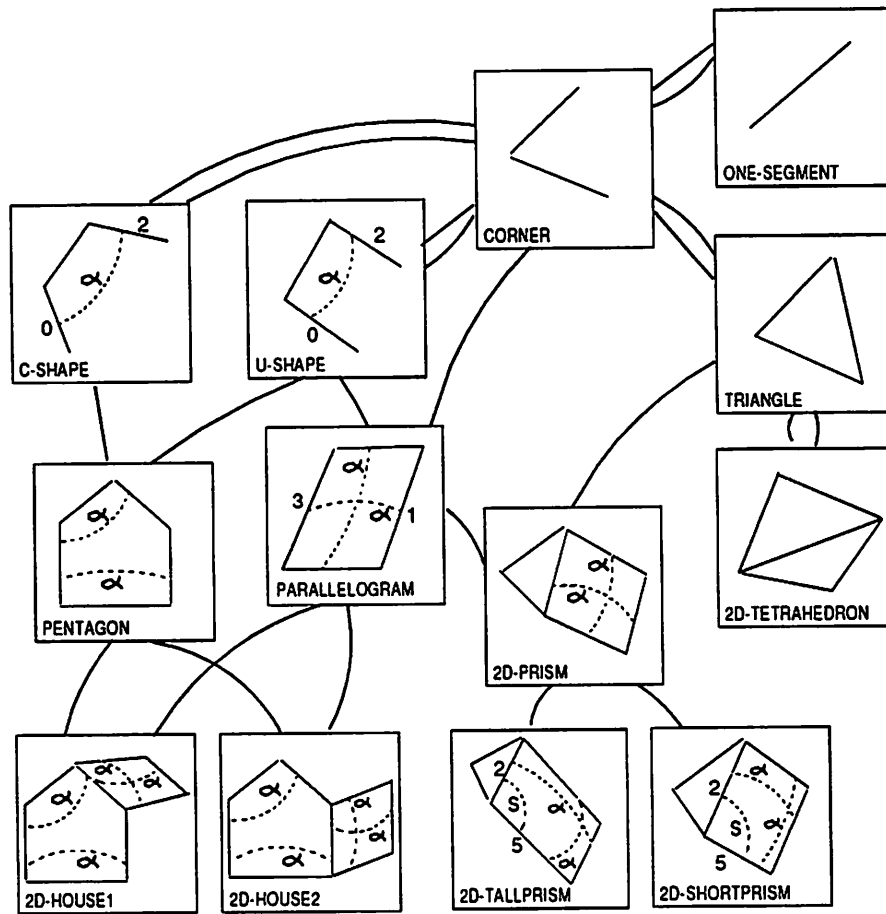 ONE-SEGMENT
CORNER
2
α
0
C-SHAPE
2
α
0
U-SHAPE
TRIANGLE
α
α
PENTAGON
α
3
α
1
PARALLELOGRAM
α
α
2D-PRISM
2D-TETRAHEDRON
α
α
α
α
2D-HOUSE1
α
α
α
α
2D-HOUSE2
2
S
α
5
α
2D-TALLPRISM
α
2
S
α
5
2D-SHORTPRISM